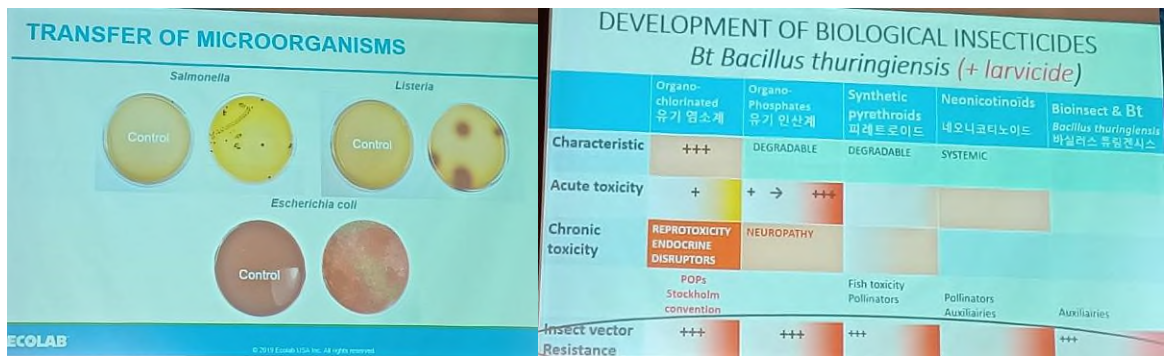 TRANSFER OF MICROORGANISMS
Salmonella
Listeria
Control
Control
Escherichia coli
Control
ECOLAB
© 2019 Ecolab USA Inc. All rights reserved.
DEVELOPMENT OF BIOLOGICAL INSECTICIDES
Bt Bacillus thuringiensis (+ larvicide)
Organo-
chlorinated
유기 염소계
Organo-
Phosphates
유기 인산계
Synthetic
pyrethroids
피레트로이드
Neonicotinoïds
네오니코티노이드
Bioinsect & Bt
Bacillus thuringiensis
바실러스 튜링겐시스
Characteristic
+++
DEGRADABLE
DEGRADABLE
SYSTEMIC
Acute toxicity
+
+ → +++
Chronic
toxicity
REPROTOXICITY
ENDOCRINE
DISRUPTORS
NEUROPATHY
POPs
Stockholm
convention
Fish toxicity
Pollinators
Pollinators
Auxiliairies
Auxiliairies
Insect vector
Resistance
+++
+++
+++
+++